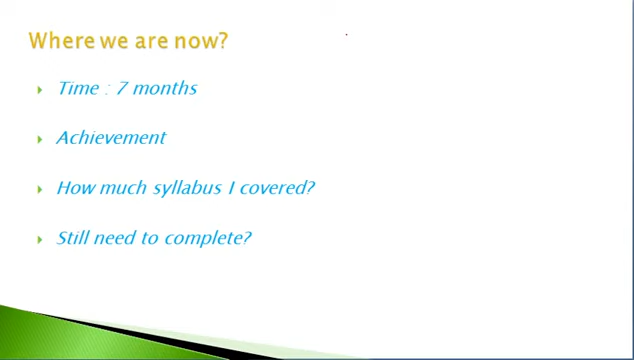 Where we are now?
Time : 7 months
Achievement
How much syllabus I covered?
Still need to complete?